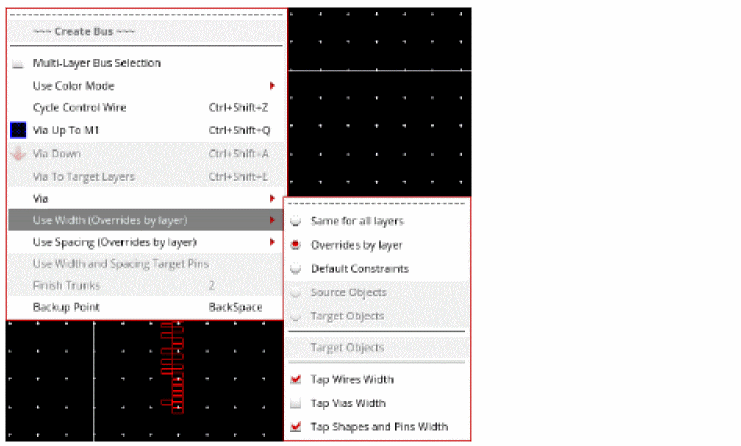 ~~~ Create Bus ~~~
Multi-Layer Bus Selection
Use Color Mode
Cycle Control Wire Ctrl+Shift+Z
Via Up To M1 Ctrl+Shift+Q
Via Down Ctrl+Shift+A
Via To Target Layers Ctrl+Shift+E
Via
Use Width (Overrides by layer)
Use Spacing (Overrides by layer)
Use Width and Spacing Target Pins
Finish Trunks 2
Backup Point BackSpace
Same for all layers
Overrides by layer
Default Constraints
Source Objects
Target Objects
Target Objects
Tap Wires Width
Tap Vias Width
Tap Shapes and Pins Width